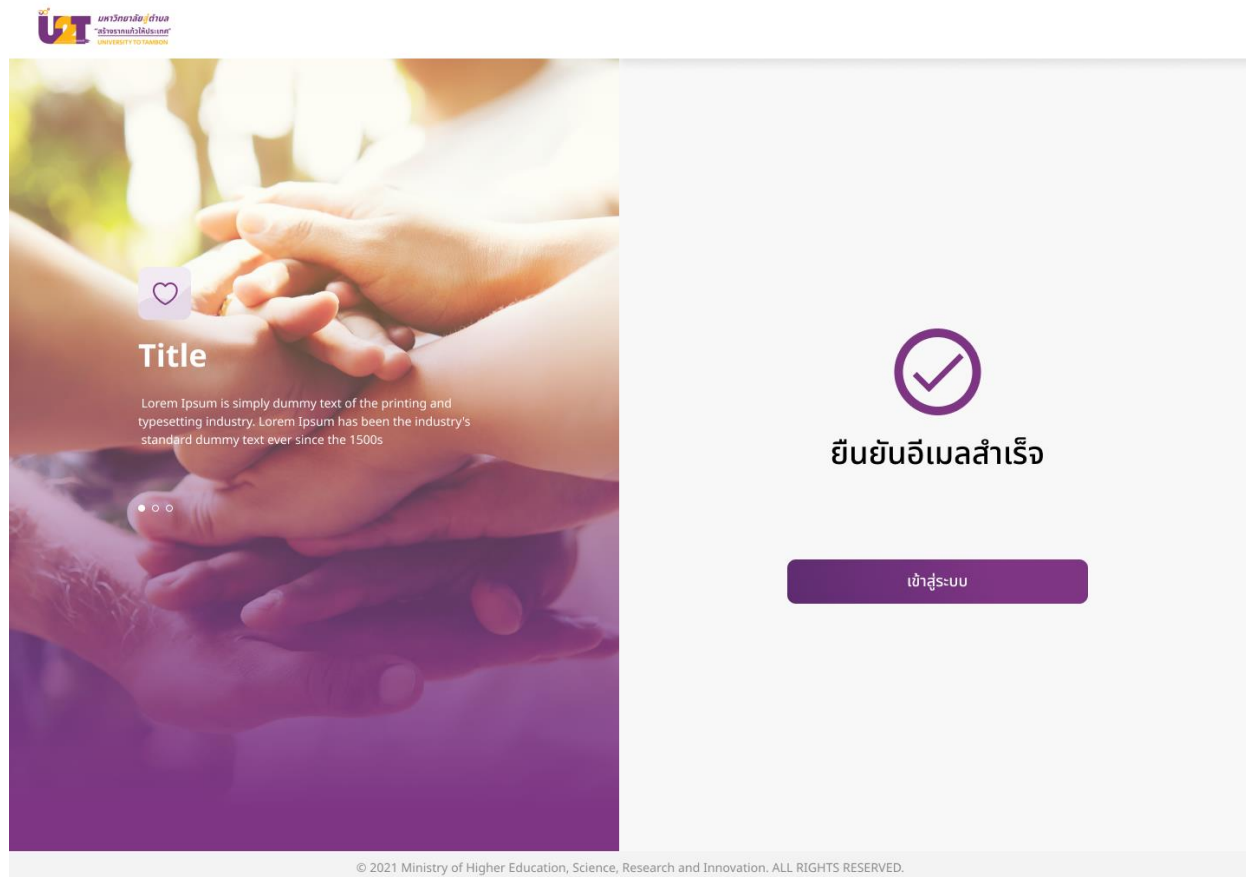 U2T
มหาวิทยาลัยสู่ตำบล
"สร้างรากแก้วให้ประเทศ"
UNIVERSITY TO TAMBON
Title
Lorem Ipsum is simply dummy text of the printing and
typesetting industry. Lorem Ipsum has been the industry's
standard dummy text ever since the 1500s
ยืนยันอีเมลสำเร็จ
เข้าสู่ระบบ
© 2021 Ministry of Higher Education, Science, Research and Innovation. ALL RIGHTS RESERVED.